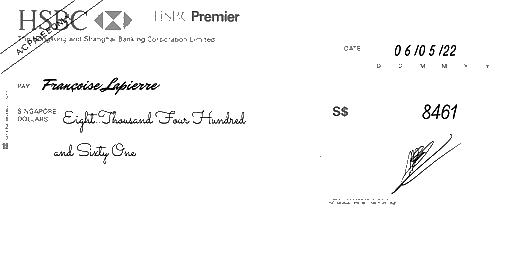 HSBC HSBC Premier
The Hongkong and Shanghai Banking Corporation Limited
A/C PAYEE ONLY
DATE 06/05/22
D D M M Y Y
PAY Françoise Lapierre
SINGAPORE DOLLARS Eight Thousand Four Hundred
and Sixty One
S$ 8461